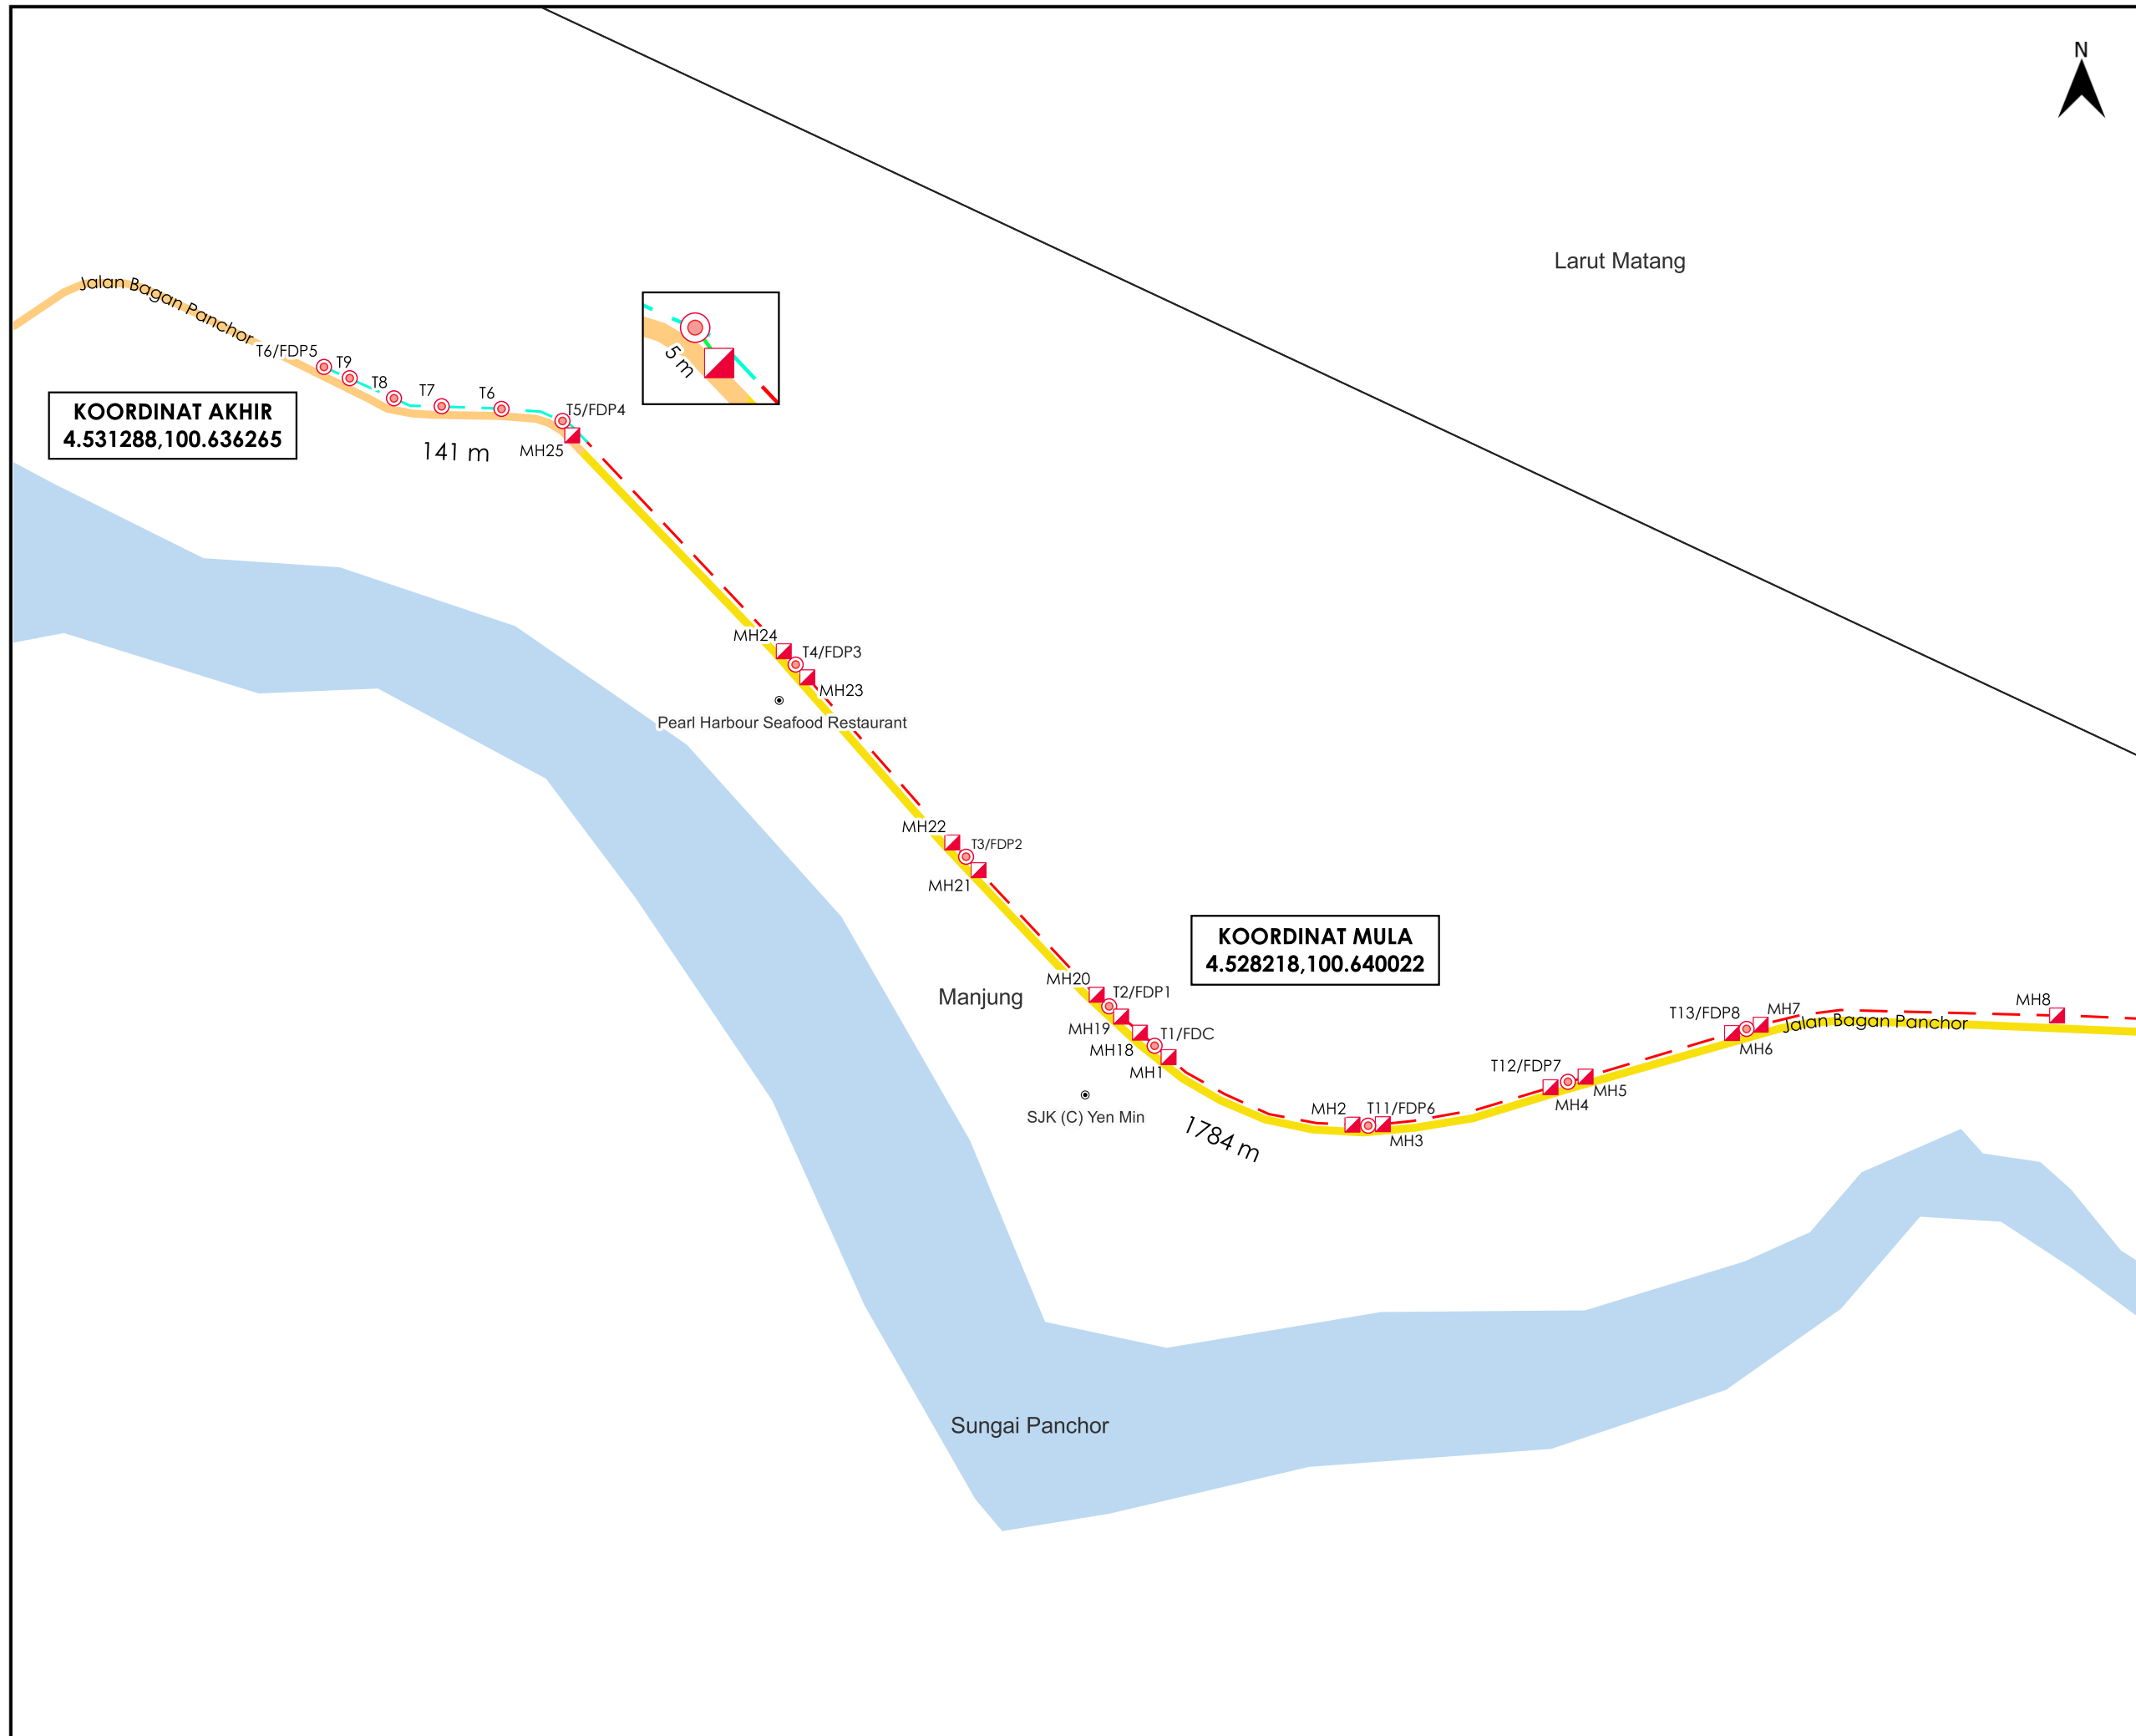 N
Larut Matang
Jalan Bagan Panchor
T6/FDP5
T9
T8
T7
T6
T5/FDP4
5 m
KOORDINAT AKHIR
4.531288,100.636265
141 m
MH25
MH24
T4/FDP3
MH23
Pearl Harbour Seafood Restaurant
MH22
T3/FDP2
MH21
KOORDINAT MULA
4.528218,100.640022
MH20
T2/FDP1
Manjung
MH19
T1/FDC
MH18
MH1
T13/FDP8
MH7
MH8
Jalan Bagan Panchor
MH6
T12/FDP7
MH5
MH4
MH2
T11/FDP6
MH3
SJK (C) Yen Min
1784 m
Sungai Panchor